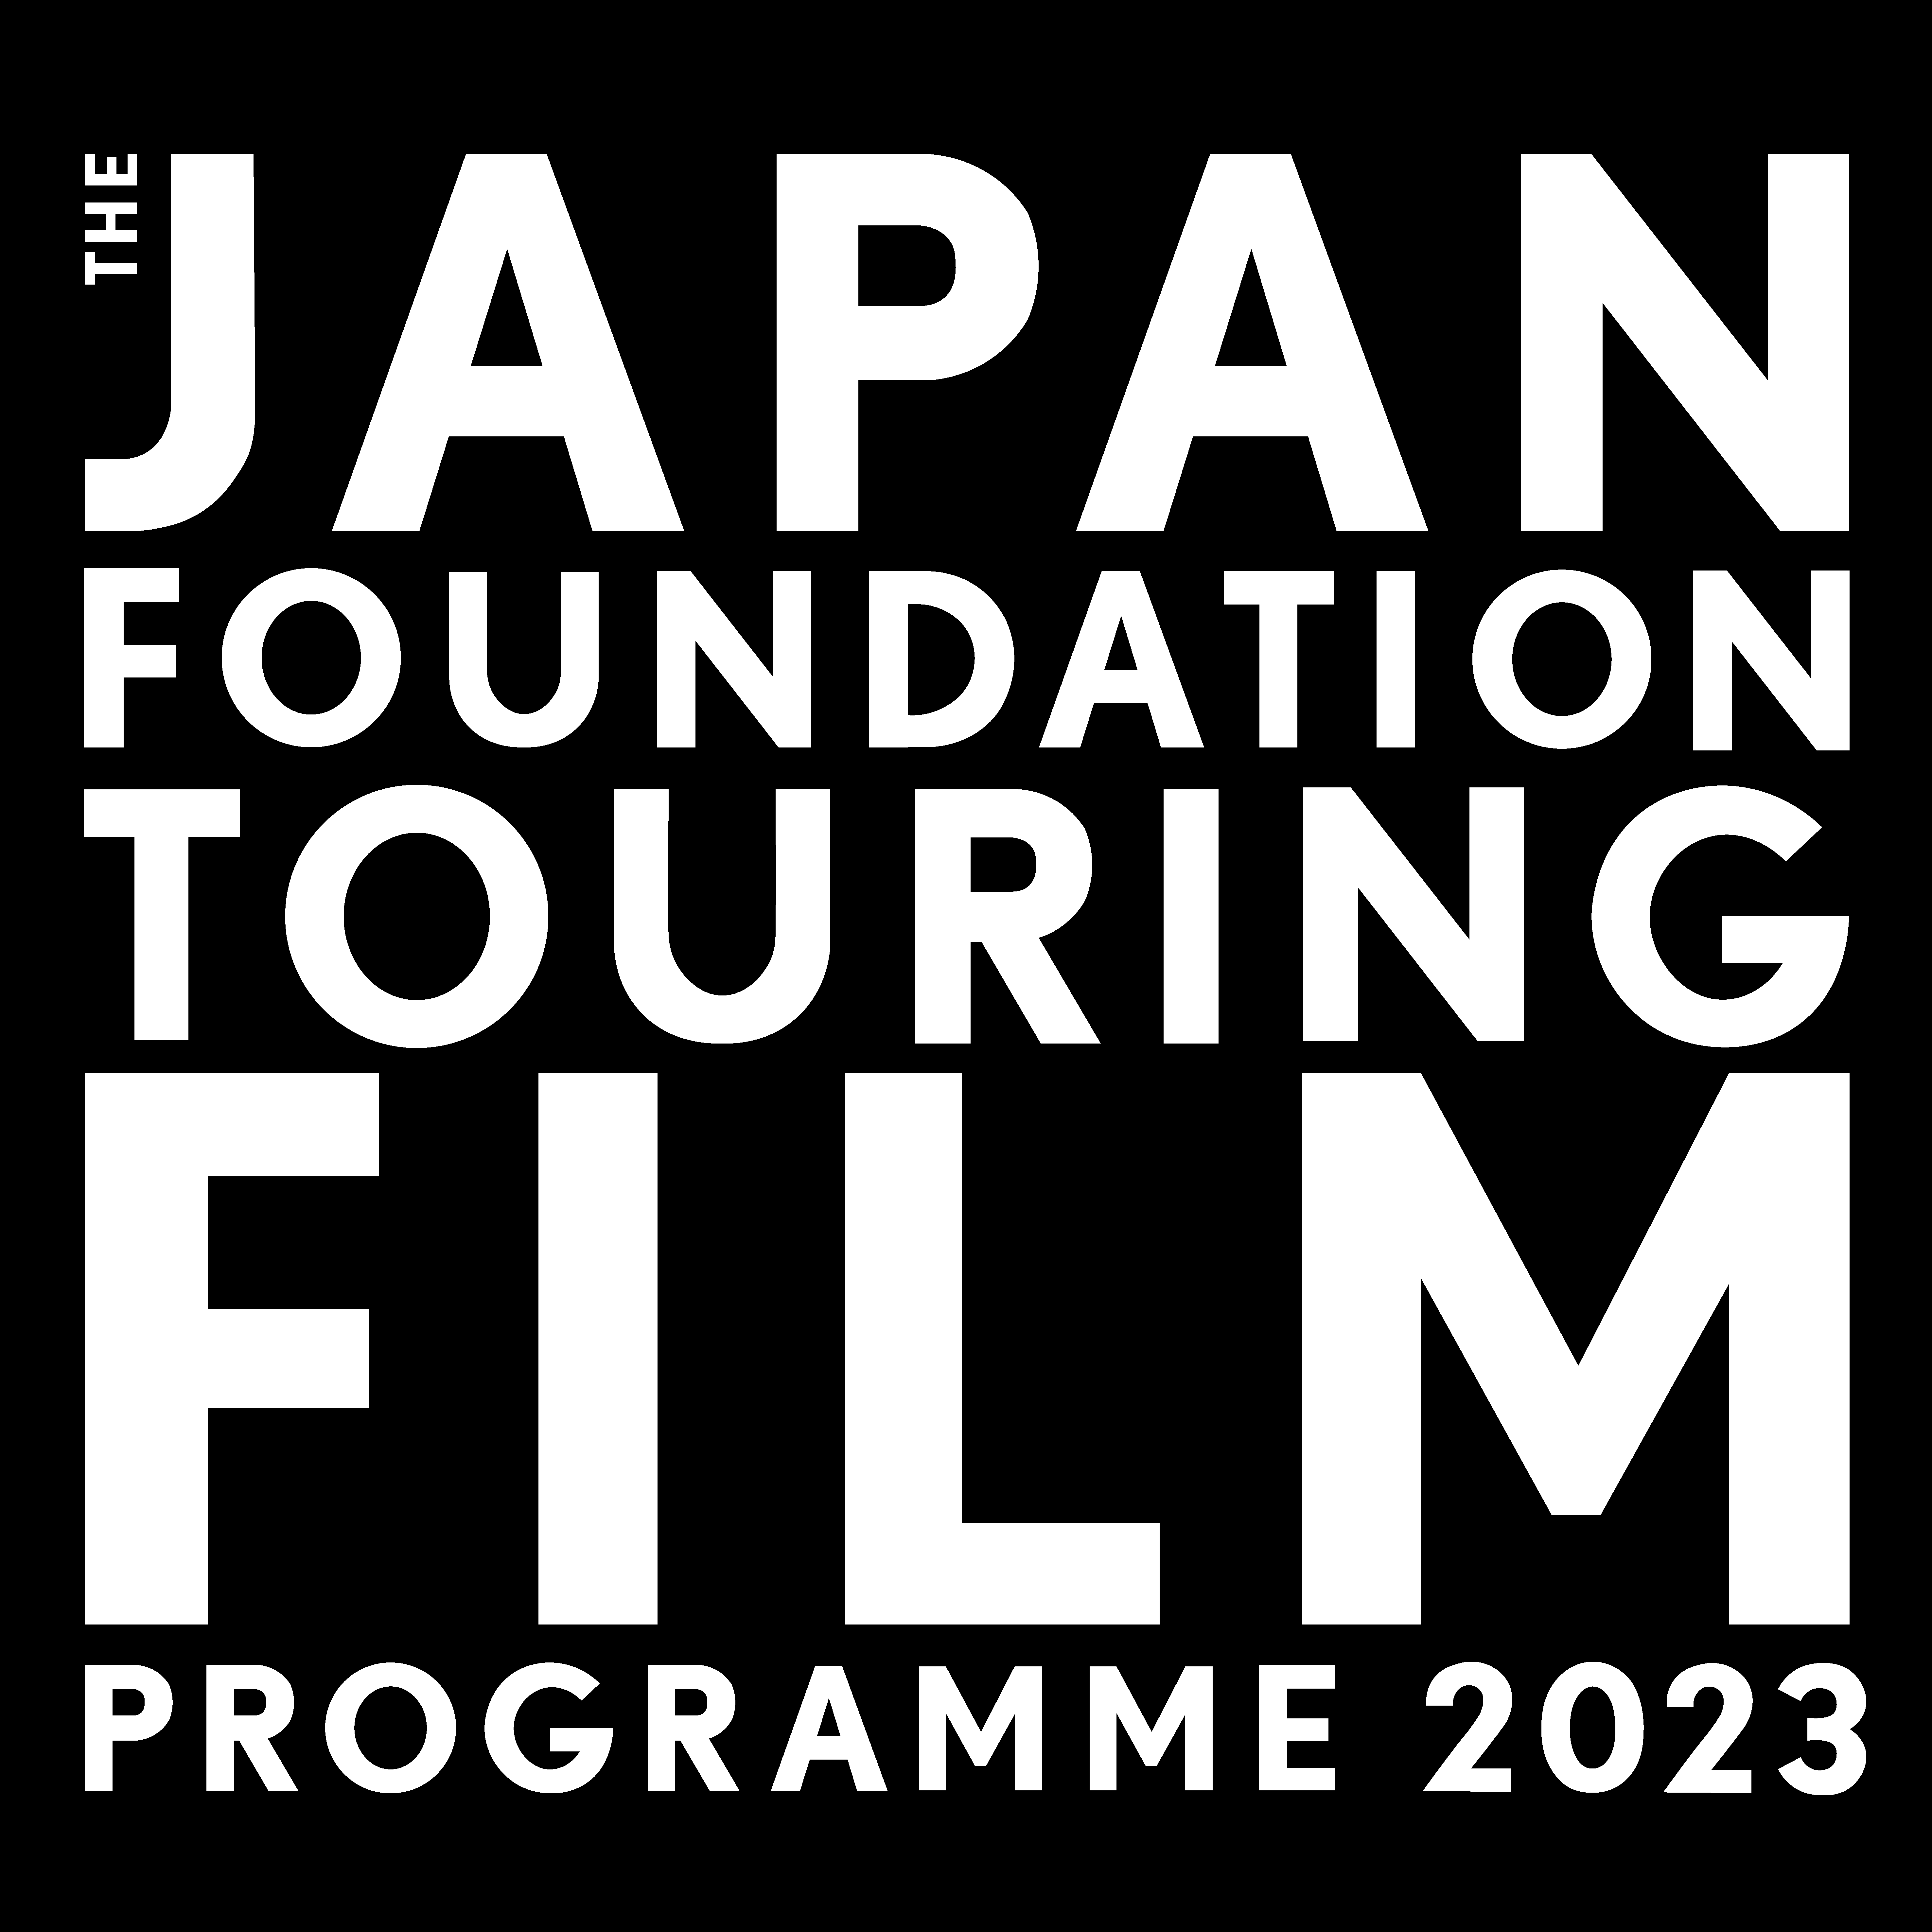 THE
JAPAN
FOUNDATION
TOURING
FILM
PROGRAMME 2023